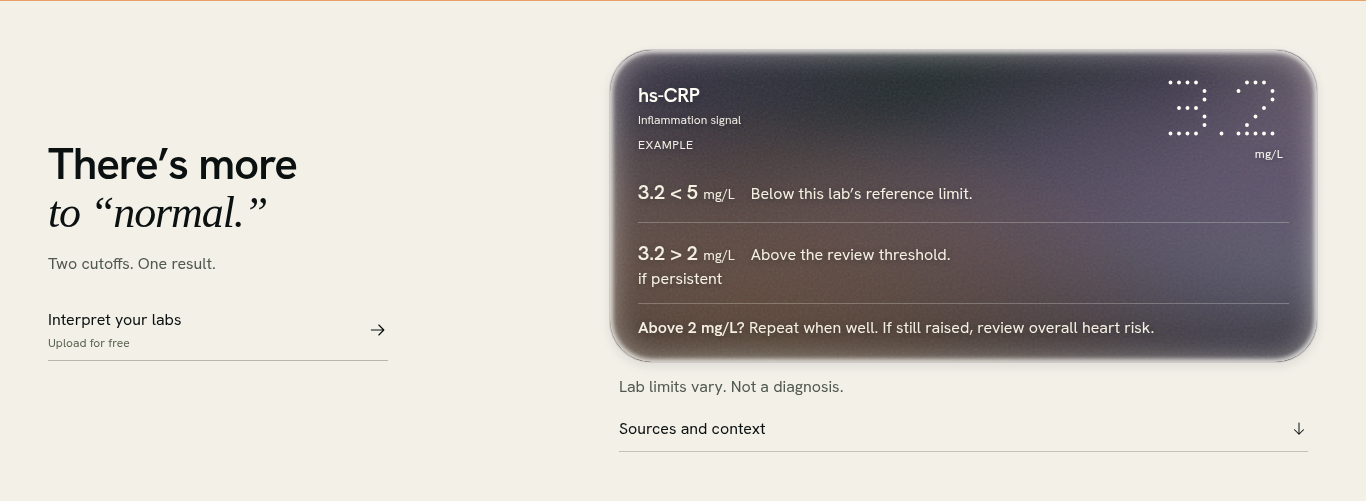 There’s more
to “normal.”
Two cutoffs. One result.
Interpret your labs
→
Upload for free
hs-CRP
Inflammation signal
EXAMPLE
3.2
mg/L
3.2 < 5 mg/L Below this lab’s reference limit.
3.2 > 2 mg/L Above the review threshold.
if persistent
Above 2 mg/L? Repeat when well. If still raised, review overall heart risk.
Lab limits vary. Not a diagnosis.
Sources and context ↓